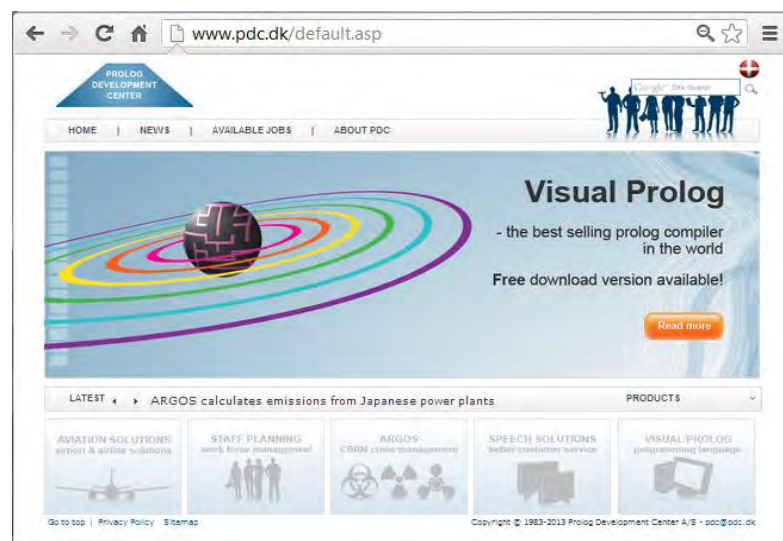 www.pdc.dk/default.asp
PROLOG
DEVELOPMENT
CENTER
Google™ Site Search
HOME | NEWS | AVAILABLE JOBS | ABOUT PDC
Visual Prolog
- the best selling prolog compiler
in the world
Free download version available!
Read more
LATEST ARGOS calculates emissions from Japanese power plants PRODUCTS
AVIATION SOLUTIONS
airport & airline solutions
STAFF PLANNING
work force management
ARGOS
CBRN crisis management
SPEECH SOLUTIONS
better customer service
VISUAL PROLOG
programming language
Go to top | Privacy Policy Sitemap
Copyright © 1983-2013 Prolog Development Center A/S - pdc@pdc.dk